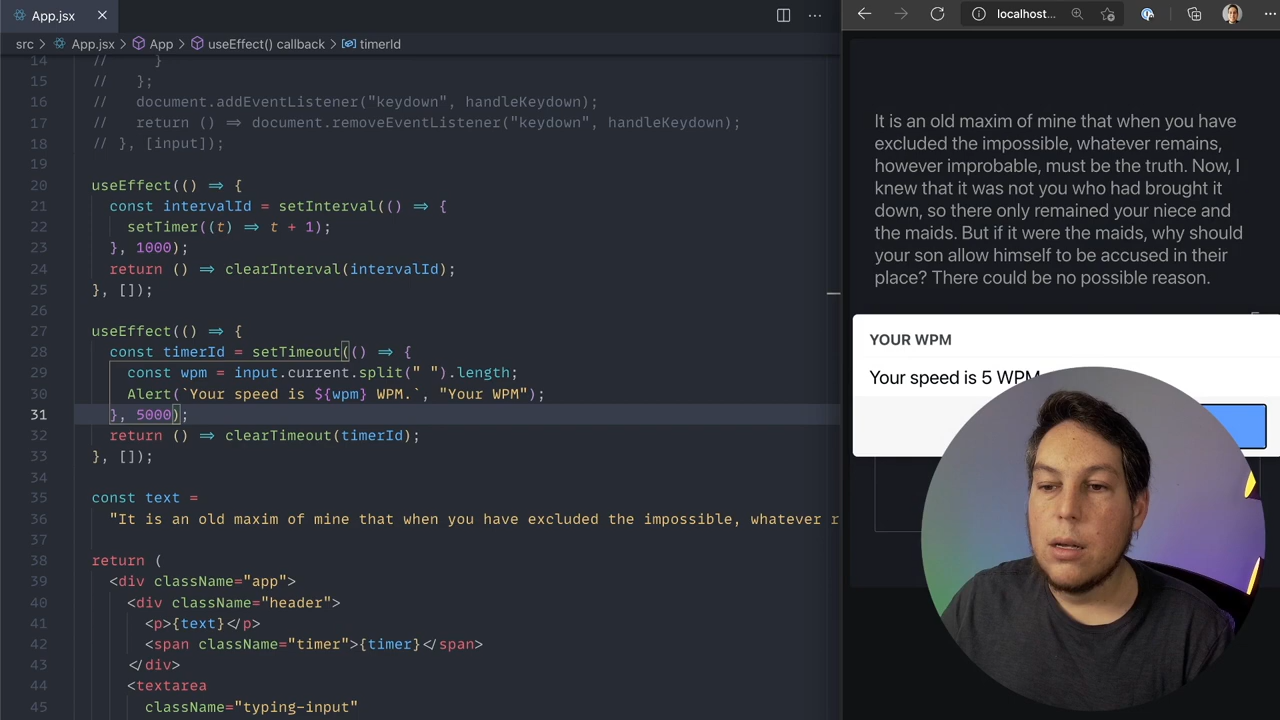 App.jsx
localhost...
src > App.jsx > App > useEffect() callback > timerId
14 // }
15 // };
16 // document.addEventListener("keydown", handleKeydown);
17 // return () => document.removeEventListener("keydown", handleKeydown);
18 // }, [input]);
19
20 useEffect(() => {
21 const intervalId = setInterval(() => {
22 setTimer((t) => t + 1);
23 }, 1000);
24 return () => clearInterval(intervalId);
25 }, []);
26
27 useEffect(() => {
28 const timerId = setTimeout(() => {
29 const wpm = input.current.split(" ").length;
30 Alert(`Your speed is ${wpm} WPM.`, "Your WPM");
31 }, 5000);
32 return () => clearTimeout(timerId);
33 }, []);
34
35 const text =
36 "It is an old maxim of mine that when you have excluded the impossible, whatever r
37
38 return (
39 <div className="app">
40 <div className="header">
41 <p>{text}</p>
42 <span className="timer">{timer}</span>
43 </div>
44 <textarea
45 className="typing-input"
It is an old maxim of mine that when you have
excluded the impossible, whatever remains,
however improbable, must be the truth. Now, I
knew that it was not you who had brought it
down, so there only remained your niece and
the maids. But if it were the maids, why should
your son allow himself to be accused in their
place? There could be no possible reason.
YOUR WPM
Your speed is 5 WPM